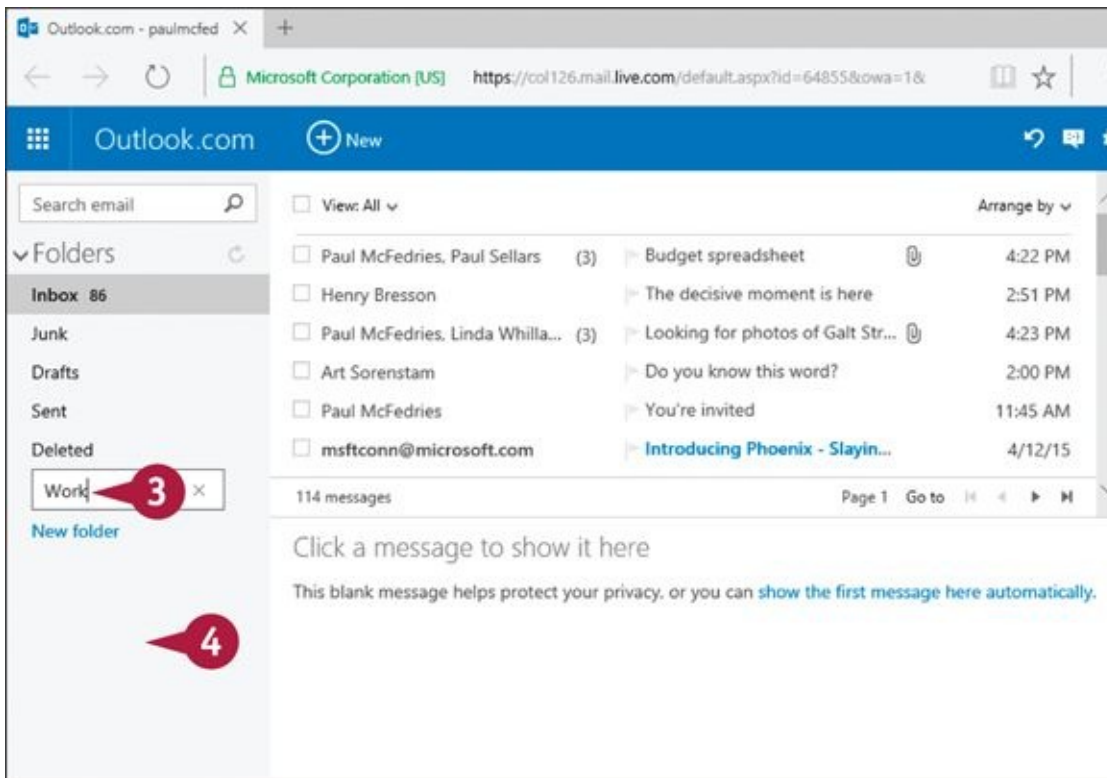 Outlook.com - paulmcfed
Microsoft Corporation [US] https://col126.mail.live.com/default.aspx?id=64855&owa=1&
Outlook.com New
Search email
View: All Arrange by
Folders
Paul McFedries, Paul Sellars (3) Budget spreadsheet 4:22 PM
Inbox 86
Henry Bresson The decisive moment is here 2:51 PM
Junk
Paul McFedries, Linda Whilla... (3) Looking for photos of Galt Str... 4:23 PM
Drafts
Art Sorenstam Do you know this word? 2:00 PM
Sent
Paul McFedries You're invited 11:45 AM
Deleted
msftconn@microsoft.com Introducing Phoenix - Slayin... 4/12/15
Work 3
114 messages Page 1 Go to
New folder
Click a message to show it here
This blank message helps protect your privacy, or you can show the first message here automatically.
4